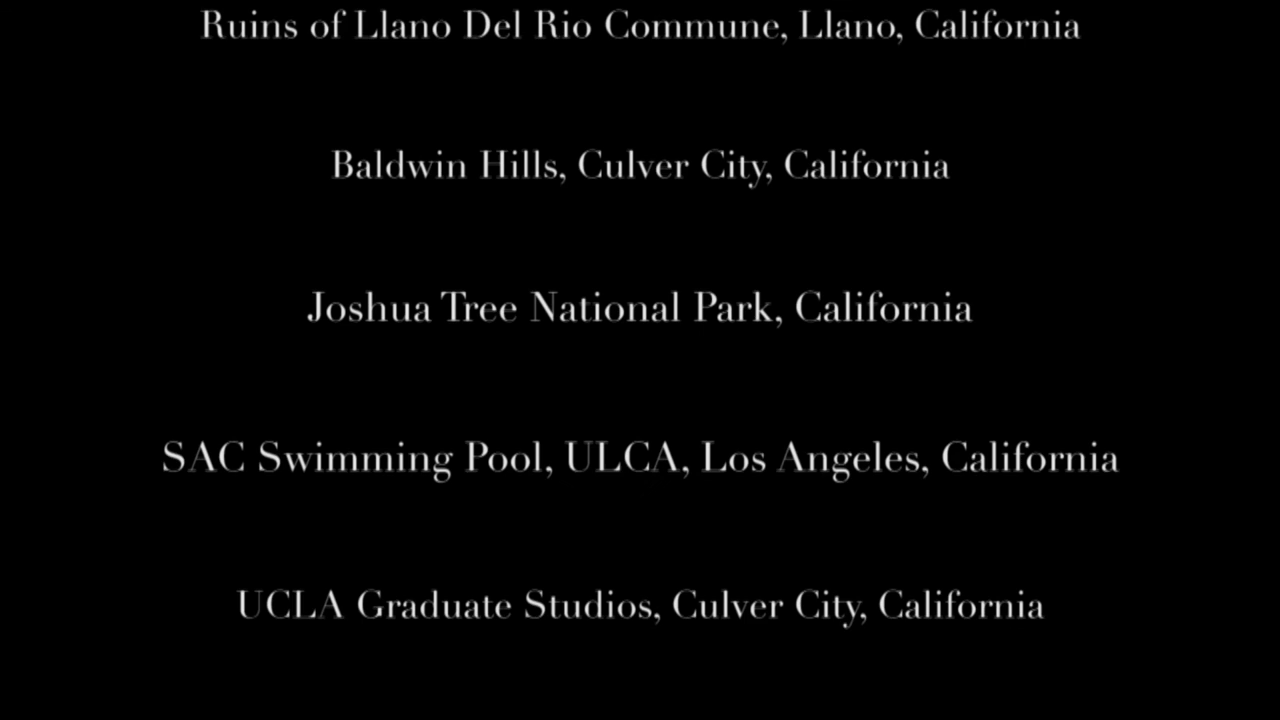 Ruins of Llano Del Rio Commune, Llano, California
Baldwin Hills, Culver City, California
Joshua Tree National Park, California
SAC Swimming Pool, ULCA, Los Angeles, California
UCLA Graduate Studios, Culver City, California